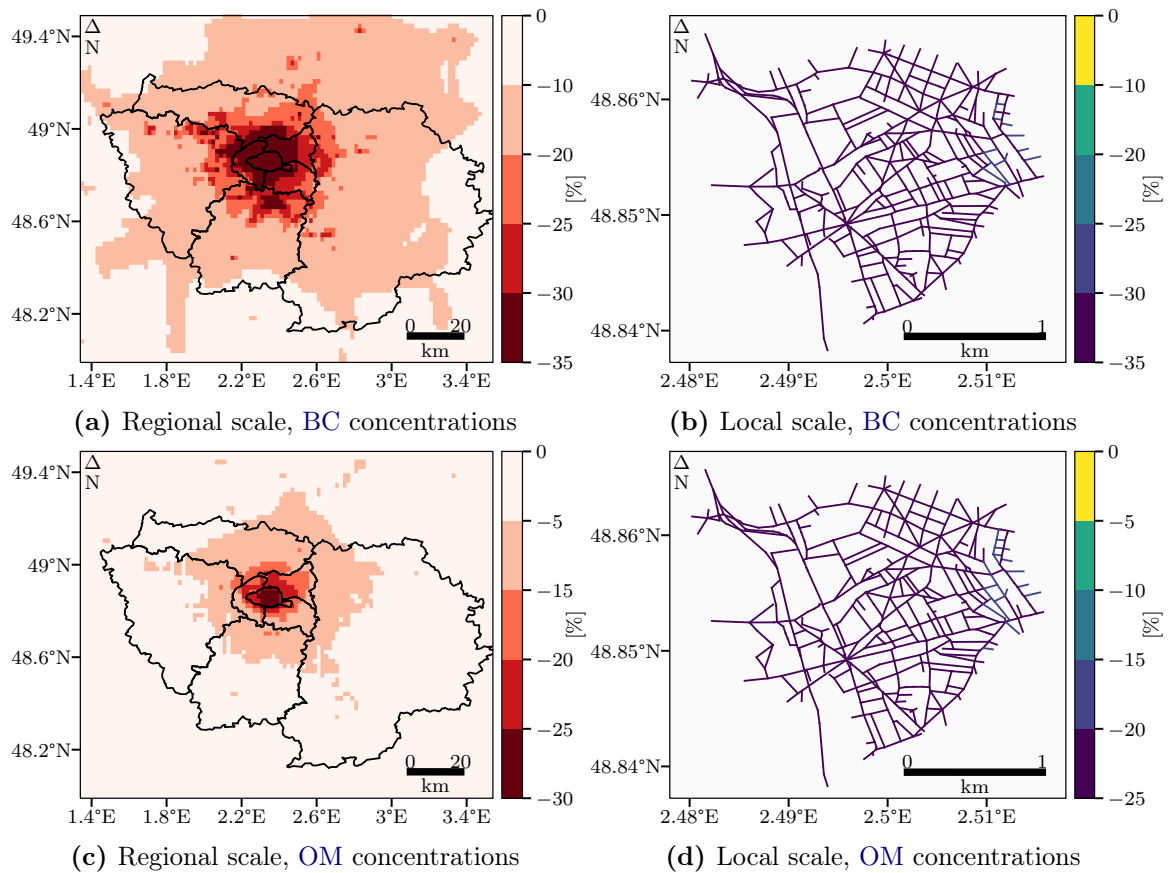 49.4°N
49°N
48.6°N
48.2°N
Δ
N
0 20
km
1.4°E 1.8°E 2.2°E 2.6°E 3°E 3.4°E
0
−10
−20
−25
−30
−35
[%]
(a) Regional scale, BC concentrations
48.86°N
48.85°N
48.84°N
Δ
N
0 1
km
2.48°E 2.49°E 2.5°E 2.51°E
0
−10
−20
−25
−30
−35
[%]
(b) Local scale, BC concentrations
49.4°N
49°N
48.6°N
48.2°N
Δ
N
0 20
km
1.4°E 1.8°E 2.2°E 2.6°E 3°E 3.4°E
0
−5
−15
−20
−25
−30
[%]
(c) Regional scale, OM concentrations
48.86°N
48.85°N
48.84°N
Δ
N
0 1
km
2.48°E 2.49°E 2.5°E 2.51°E
0
−5
−10
−15
−20
−25
[%]
(d) Local scale, OM concentrations